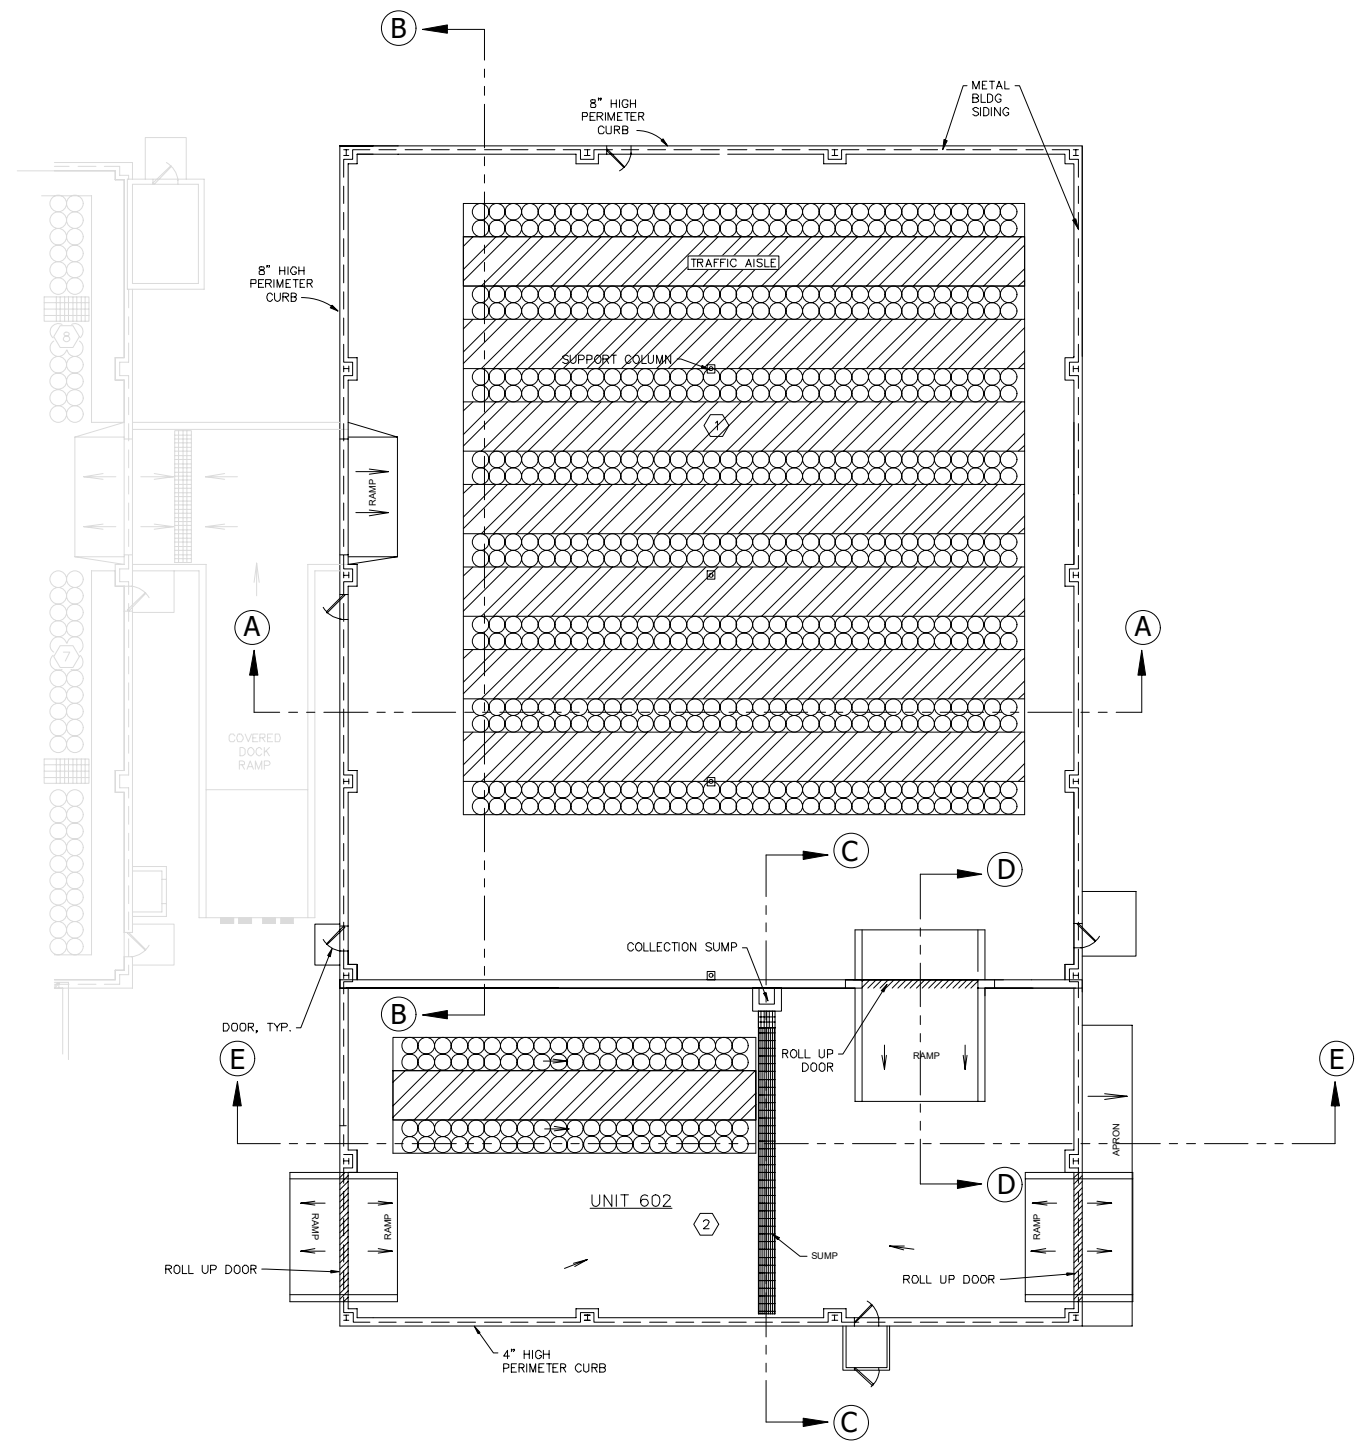 B
METAL
BLDG
SIDING
8" HIGH
PERIMETER
CURB
8" HIGH
PERIMETER
CURB
TRAFFIC AISLE
8
SUPPORT COLUMN
1
RAMP
A
A
7
COVERED
DOCK
RAMP
C
D
COLLECTION SUMP
B
DOOR, TYP.
E
ROLL UP
DOOR
RAMP
E
APRON
D
UNIT 602
2
RAMP
RAMP
RAMP
SUMP
ROLL UP DOOR
ROLL UP DOOR
4" HIGH
PERIMETER CURB
C